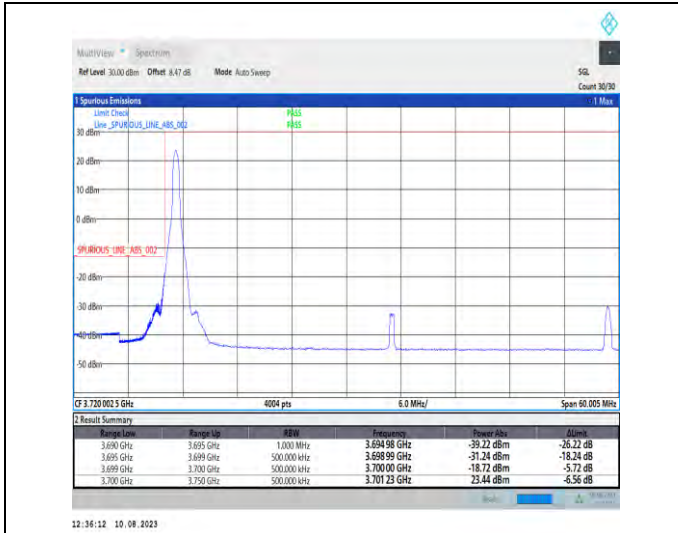 MultiView Spectrum
Ref Level 30.00 dBm Offset 8.47 dB Mode Auto Sweep SGL
Count 30/30
1 Spurious Emissions 1 Max
Limit Check PASS
Line _SPURIOUS_LINE_ABS_002 PASS
30 dBm
20 dBm
10 dBm
0 dBm
SPURIOUS_LINE_ABS_002
-20 dBm
-30 dBm
-40 dBm
-50 dBm
CF 3.720 002 5 GHz 4004 pts 6.0 MHz/ Span 60.005 MHz
2 Result Summary
Range Low Range Up RBW Frequency Power Abs ΔLimit
3.690 GHz 3.695 GHz 1.000 MHz 3.694 98 GHz -39.22 dBm -26.22 dB
3.695 GHz 3.699 GHz 500.000 kHz 3.698 99 GHz -31.24 dBm -18.24 dB
3.699 GHz 3.700 GHz 500.000 kHz 3.700 00 GHz -18.72 dBm -5.72 dB
3.700 GHz 3.750 GHz 500.000 kHz 3.701 23 GHz 23.44 dBm -6.56 dB
12:36:12 10.08.2023